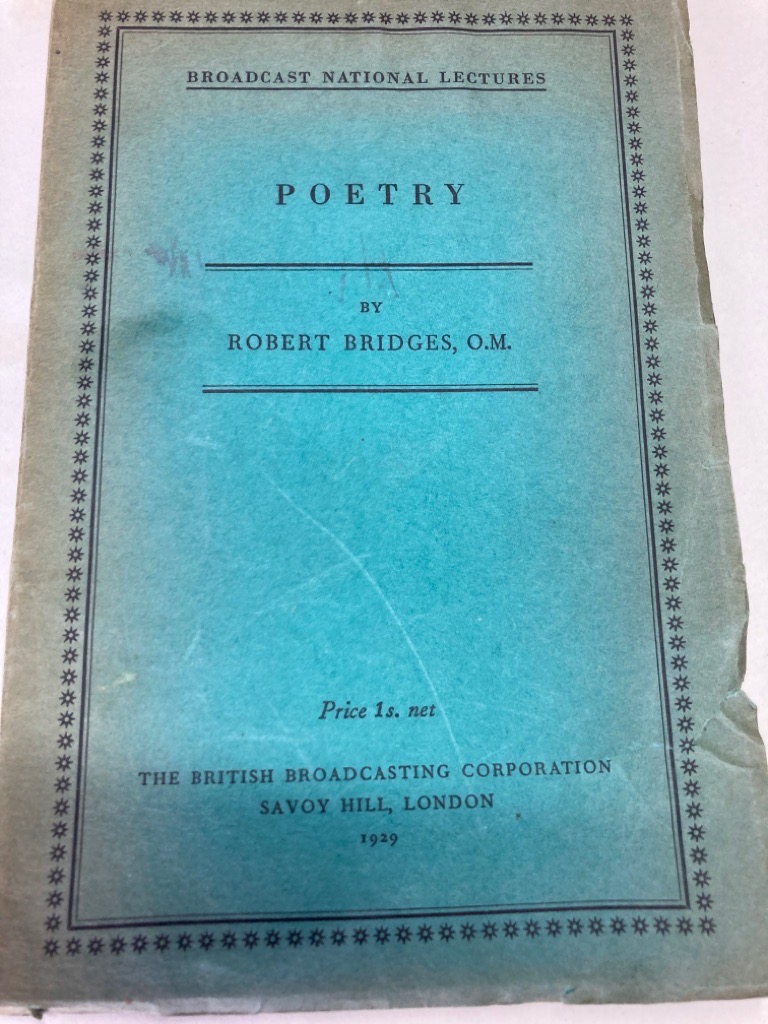 BROADCAST NATIONAL LECTURES
POETRY
BY
ROBERT BRIDGES, O.M.
Price 1s. net
THE BRITISH BROADCASTING CORPORATION
SAVOY HILL, LONDON
1929